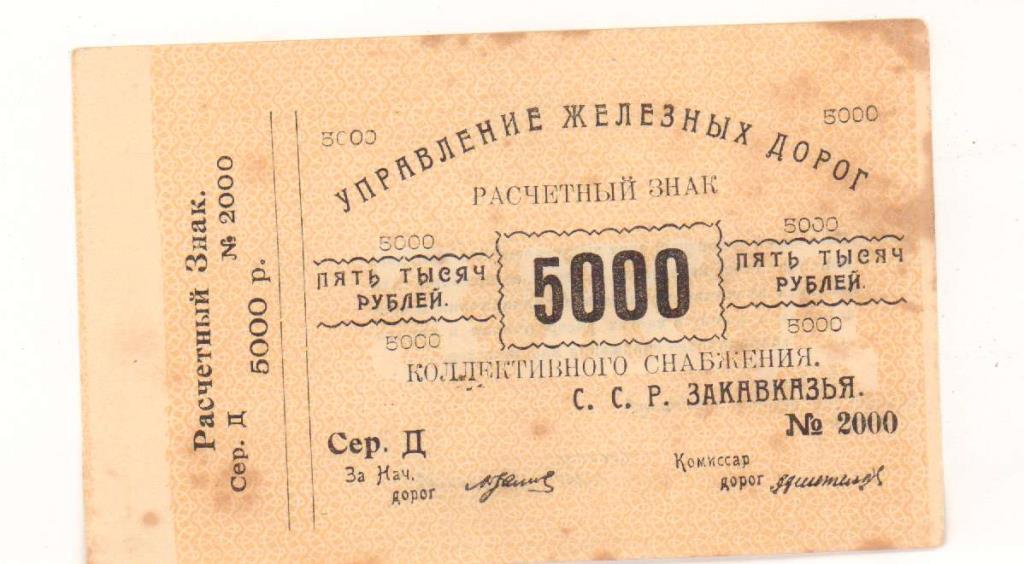 Расчетный Знак.
Сер. Д № 2000
5000 р.
5000 5000
УПРАВЛЕНИЕ ЖЕЛЕЗНЫХ ДОРОГ
РАСЧЕТНЫЙ ЗНАК
5000 5000
ПЯТЬ ТЫСЯЧ РУБЛЕЙ.
5000
ПЯТЬ ТЫСЯЧ РУБЛЕЙ.
5000 5000
КОЛЛЕКТИВНОГО СНАБЖЕНИЯ.
С. С. Р. ЗАКАВКАЗЬЯ.
Сер. Д № 2000
За Нач. дорог
Комиссар дорог